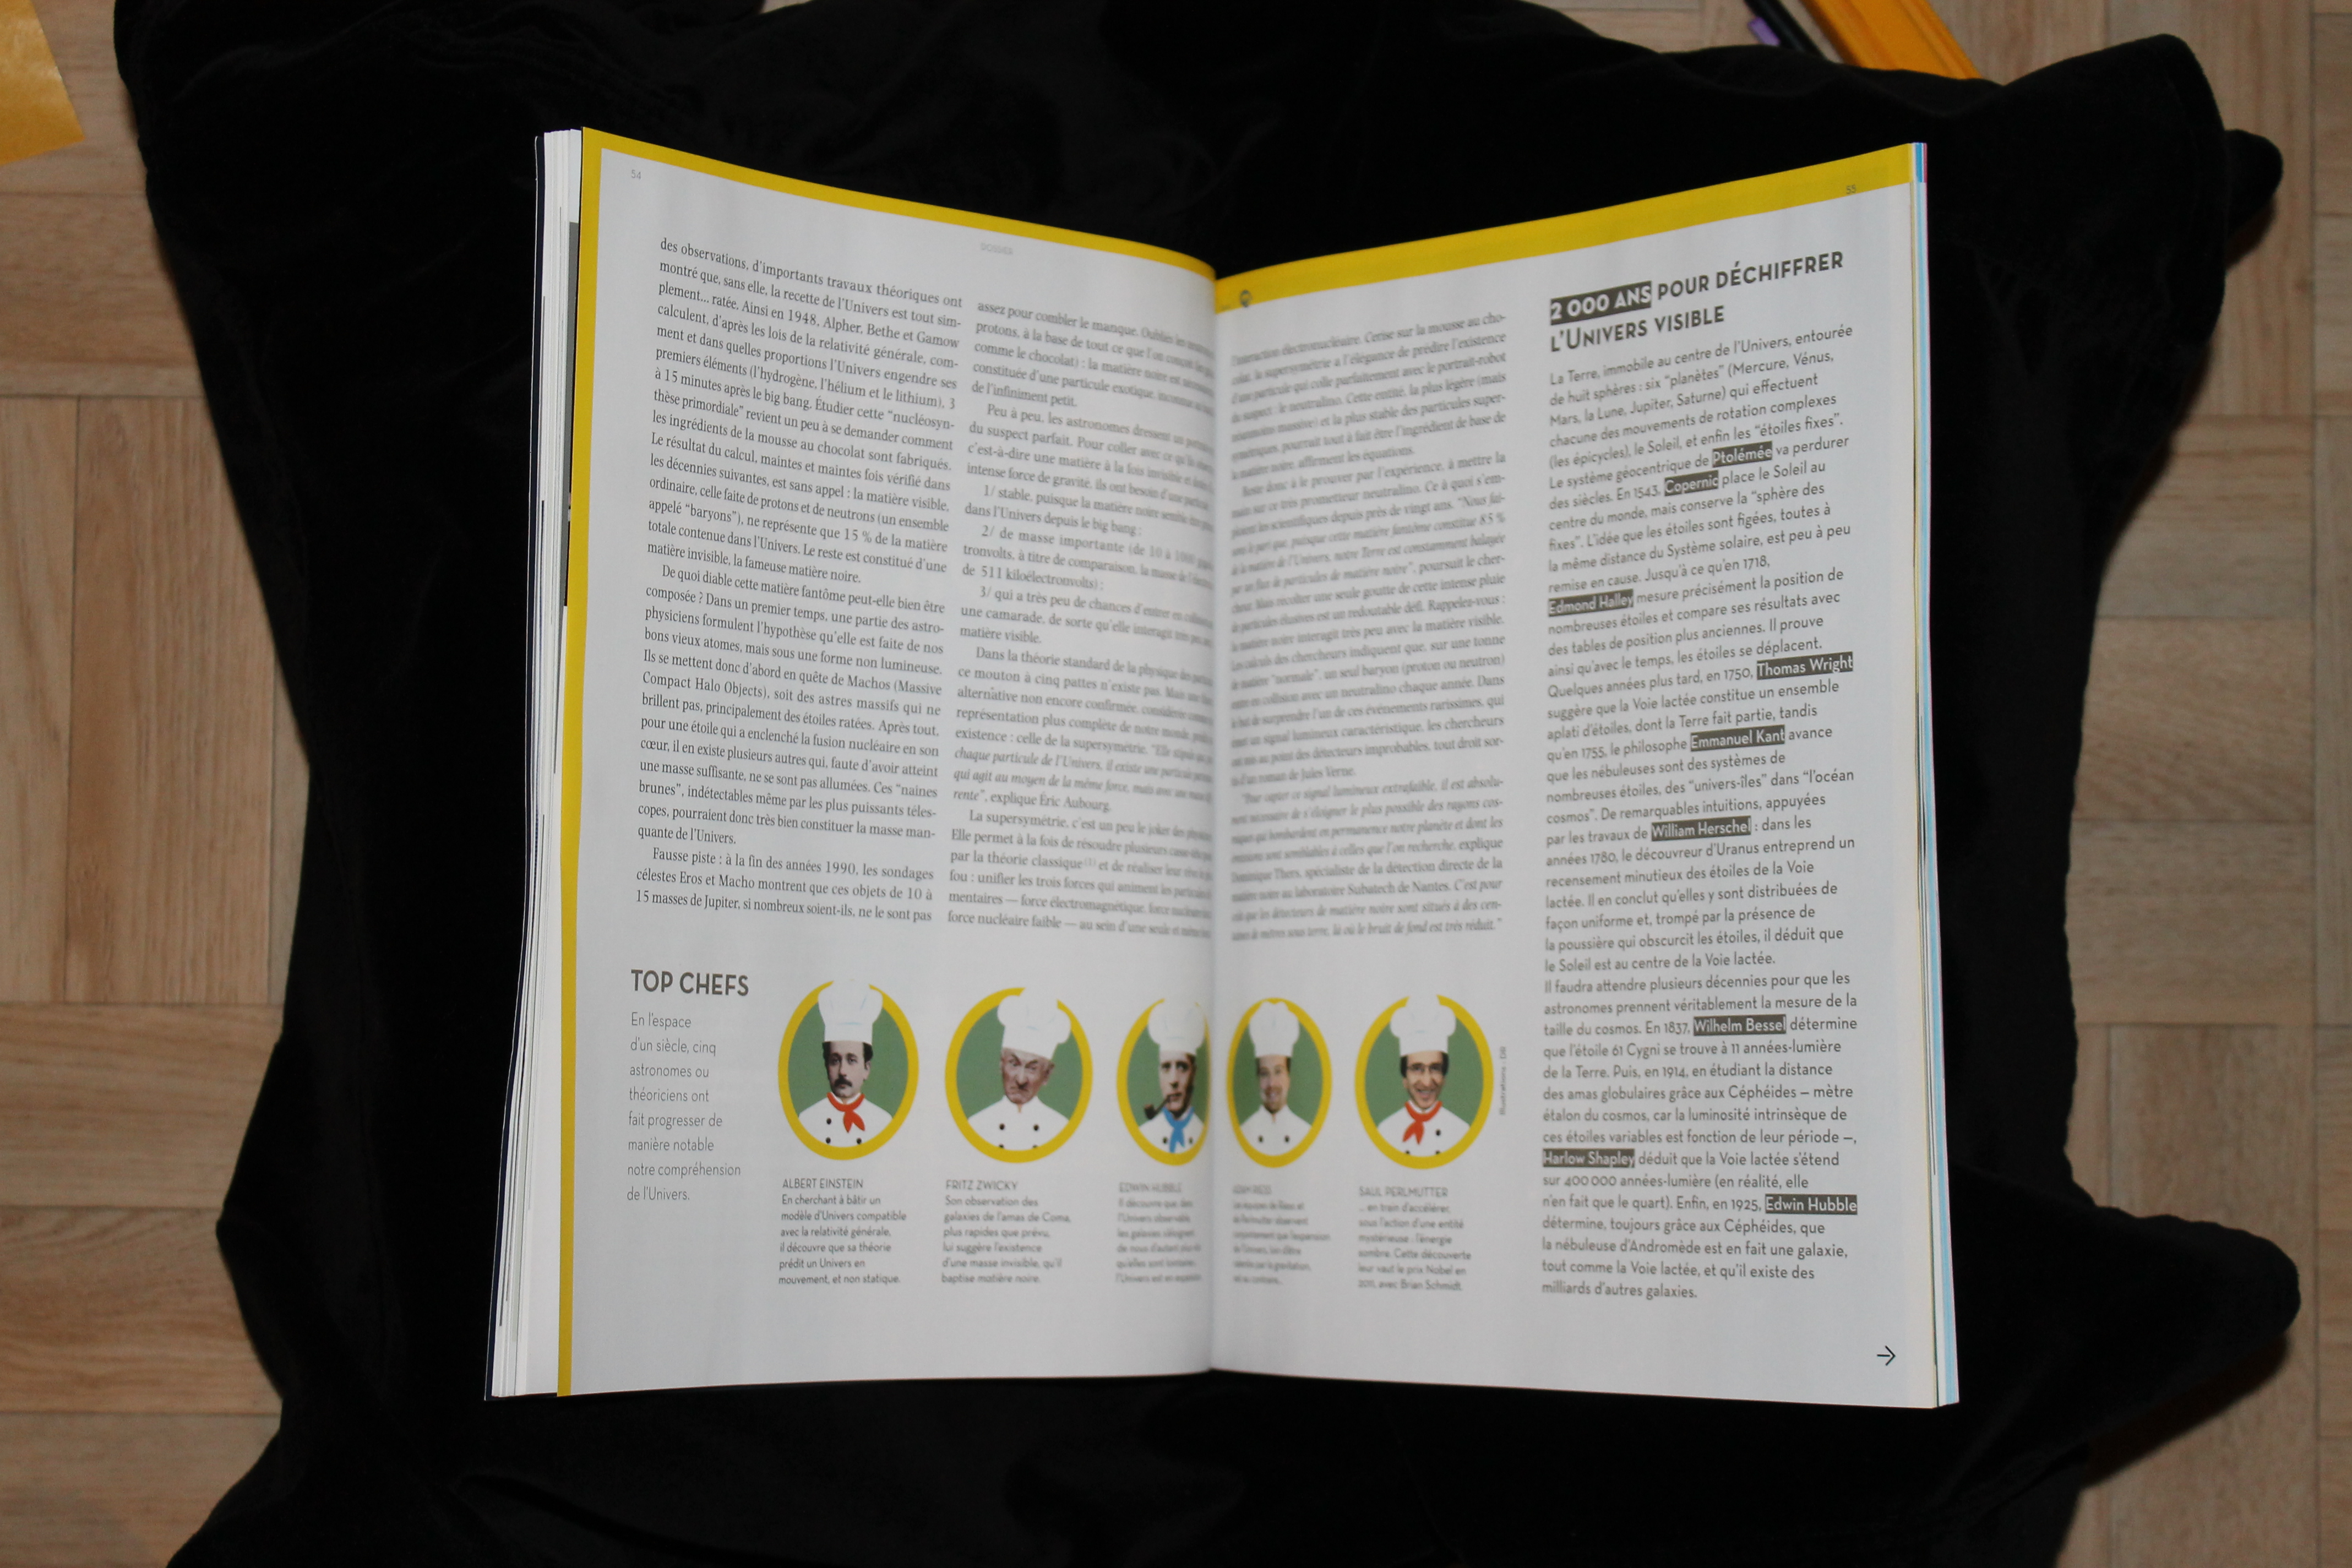 54
DOSSIER
des observations, d'importants travaux théoriques ont
montré que, sans elle, la recette de l'Univers est tout sim-
plement... ratée. Ainsi en 1948, Alpher, Bethe et Gamow
calculent, d'après les lois de la relativité générale, com-
ment et dans quelles proportions l'Univers engendre ses
premiers éléments (l'hydrogène, l'hélium et le lithium), 3
à 15 minutes après le big bang. Étudier cette "nucléosyn-
thèse primordiale" revient un peu à se demander comment
les ingrédients de la mousse au chocolat sont fabriqués.
Le résultat du calcul, maintes et maintes fois vérifié dans
les décennies suivantes, est sans appel : la matière visible,
ordinaire, celle faite de protons et de neutrons (un ensemble
appelé "baryons"), ne représente que 15 % de la matière
totale contenue dans l'Univers. Le reste est constitué d'une
matière invisible, la fameuse matière noire.
De quoi diable cette matière fantôme peut-elle bien être
composée ? Dans un premier temps, une partie des astro-
physiciens formulent l'hypothèse qu'elle est faite de nos
bons vieux atomes, mais sous une forme non lumineuse.
Ils se mettent donc d'abord en quête de Machos (Massive
Compact Halo Objects), soit des astres massifs qui ne
brillent pas, principalement des étoiles ratées. Après tout,
pour une étoile qui a enclenché la fusion nucléaire en son
cœur, il en existe plusieurs autres qui, faute d'avoir atteint
une masse suffisante, ne se sont pas allumées. Ces "naines
brunes", indétectables même par les plus puissants téles-
copes, pourraient donc très bien constituer la masse man-
quante de l'Univers.
Fausse piste : à la fin des années 1990, les sondages
célestes Eros et Macho montrent que ces objets de 10 à
15 masses de Jupiter, si nombreux soient-ils, ne le sont pas
assez pour combler le manque. Oubliés les
protons, à la base de tout ce que l'on
comme le chocolat) : la matière noire est
constituée d'une particule exotique,
de l'infiniment petit.
Peu à peu, les astronomes dressent un
du suspect parfait. Pour coller avec ce qu'ils
c'est-à-dire une matière à la fois invisible et
intense force de gravité, ils ont besoin d'une
1/ stable, puisque la matière noire semble
dans l'Univers depuis le big bang ;
2/ de masse importante (de 10 à
tronvolts, à titre de comparaison, la masse de
de 511 kiloélectronvolts) ;
3/ qui a très peu de chances d'entrer en
une camarade, de sorte qu'elle interagit très peu
matière visible.
Dans la théorie standard de la physique des
ce mouton à cinq pattes n'existe pas. Mais une
alternative non encore confirmée, considérée
représentation plus complète de notre monde,
existence : celle de la supersymétrie. "Elle stipule
chaque particule de l'Univers, il existe une particule
qui agit au moyen de la même force, mais avec une
rente", explique Éric Aubourg.
La supersymétrie, c'est un peu le joker des
Elle permet à la fois de résoudre plusieurs
par la théorie classique (1) et de réaliser leur rêve
fou : unifier les trois forces qui animent les particules
mentaires — force électromagnétique, force nucléaire
force nucléaire faible — au sein d'une seule et même
TOP CHEFS
En l'espace
d'un siècle, cinq
astronomes ou
théoriciens ont
fait progresser de
manière notable
notre compréhension
de l'Univers.
ALBERT EINSTEIN
En cherchant à bâtir un
modèle d'Univers compatible
avec la relativité générale,
il découvre que sa théorie
prédit un Univers en
mouvement, et non statique.
FRITZ ZWICKY
Son observation des
galaxies de l'amas de Coma,
plus rapides que prévu,
lui suggère l'existence
d'une masse invisible, qu'il
baptise matière noire.
EDWIN HUBBLE
Il découvre que dans
l'Univers observable,
les galaxies s'éloignent
de nous d'autant plus vite
qu'elles sont lointaines.
l'Univers est en expansion
55
l'interaction électronucléaire. Cerise sur la mousse au cho-
colat, la supersymétrie a l'élégance de prédire l'existence
d'une particule qui colle parfaitement avec le portrait-robot
du suspect : le neutralino. Cette entité, la plus légère (mais
néanmoins massive) et la plus stable des particules super-
symétriques, pourrait tout à fait être l'ingrédient de base de
la matière noire, affirment les équations.
Reste donc à le prouver par l'expérience, à mettre la
main sur ce très prometteur neutralino. Ce à quoi s'em-
ploient les scientifiques depuis près de vingt ans. "Nous fai-
sons le pari que, puisque cette matière fantôme constitue 85 %
de la matière de l'Univers, notre Terre est constamment balayée
par un flux de particules de matière noire", poursuit le cher-
cheur. Mais récolter une seule goutte de cette intense pluie
de particules élusives est un redoutable défi. Rappelez-vous :
la matière noire interagit très peu avec la matière visible.
Les calculs des chercheurs indiquent que, sur une tonne
de matière "normale", un seul baryon (proton ou neutron)
entre en collision avec un neutralino chaque année. Dans
le but de surprendre l'un de ces événements rarissimes, qui
émet un signal lumineux caractéristique, les chercheurs
ont mis au point des détecteurs improbables, tout droit sor-
tis d'un roman de Jules Verne.
"Pour capter ce signal lumineux extrafaible, il est absolu-
ment nécessaire de s'éloigner le plus possible des rayons cos-
miques qui bombardent en permanence notre planète et dont les
émissions sont semblables à celles que l'on recherche, explique
Dominique Thers, spécialiste de la détection directe de la
matière noire au laboratoire Subatech de Nantes. C'est pour
cela que les détecteurs de matière noire sont situés à des cen-
taines de mètres sous terre, là où le bruit de fond est très réduit."
ADAM RIESS
Les équipes de Riess et
de Perlmutter observent
conjointement que l'expansion
de l'Univers, loin d'être
ralentie par la gravitation,
est au contraire...
SAUL PERLMUTTER
... en train d'accélérer,
sous l'action d'une entité
mystérieuse : l'énergie
sombre. Cette découverte
leur vaut le prix Nobel en
2011, avec Brian Schmidt.
Illustrations : DR
2 000 ANS POUR DÉCHIFFRER
L'UNIVERS VISIBLE
La Terre, immobile au centre de l'Univers, entourée
de huit sphères : six "planètes" (Mercure, Vénus,
Mars, la Lune, Jupiter, Saturne) qui effectuent
chacune des mouvements de rotation complexes
(les épicycles), le Soleil, et enfin les "étoiles fixes".
Le système géocentrique de Ptolémée va perdurer
des siècles. En 1543, Copernic place le Soleil au
centre du monde, mais conserve la "sphère des
fixes". L'idée que les étoiles sont figées, toutes à
la même distance du Système solaire, est peu à peu
remise en cause. Jusqu'à ce qu'en 1718,
Edmond Halley mesure précisément la position de
nombreuses étoiles et compare ses résultats avec
des tables de position plus anciennes. Il prouve
ainsi qu'avec le temps, les étoiles se déplacent.
Quelques années plus tard, en 1750, Thomas Wright
suggère que la Voie lactée constitue un ensemble
aplati d'étoiles, dont la Terre fait partie, tandis
qu'en 1755, le philosophe Emmanuel Kant avance
que les nébuleuses sont des systèmes de
nombreuses étoiles, des "univers-îles" dans "l'océan
cosmos". De remarquables intuitions, appuyées
par les travaux de William Herschel : dans les
années 1780, le découvreur d'Uranus entreprend un
recensement minutieux des étoiles de la Voie
lactée. Il en conclut qu'elles y sont distribuées de
façon uniforme et, trompé par la présence de
la poussière qui obscurcit les étoiles, il déduit que
le Soleil est au centre de la Voie lactée.
Il faudra attendre plusieurs décennies pour que les
astronomes prennent véritablement la mesure de la
taille du cosmos. En 1837, Wilhelm Bessel détermine
que l'étoile 61 Cygni se trouve à 11 années-lumière
de la Terre. Puis, en 1914, en étudiant la distance
des amas globulaires grâce aux Céphéides – mètre
étalon du cosmos, car la luminosité intrinsèque de
ces étoiles variables est fonction de leur période –,
Harlow Shapley déduit que la Voie lactée s'étend
sur 400 000 années-lumière (en réalité, elle
n'en fait que le quart). Enfin, en 1925, Edwin Hubble
détermine, toujours grâce aux Céphéides, que
la nébuleuse d'Andromède est en fait une galaxie,
tout comme la Voie lactée, et qu'il existe des
milliards d'autres galaxies.